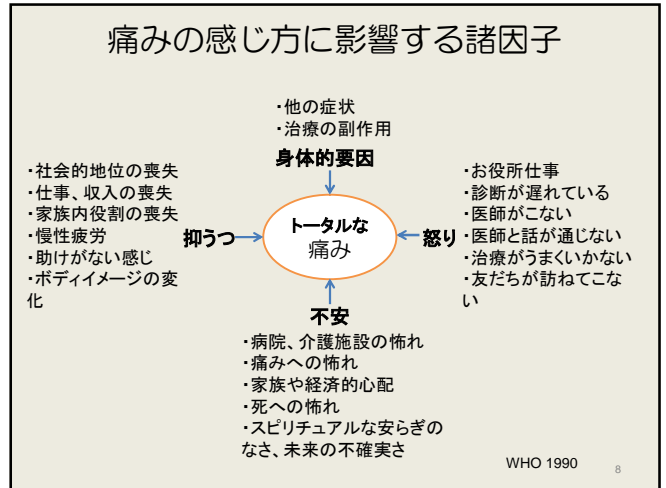 痛みの感じ方に影響する諸因子
・他の症状
・治療の副作用
身体的要因
・社会的地位の喪失
・仕事、収入の喪失
・家族内役割の喪失
・慢性疲労
・助けがない感じ
・ボディイメージの変
化
抑うつ
トータルな
痛み
怒り
・お役所仕事
・診断が遅れている
・医師がこない
・医師と話が通じない
・治療がうまくいかない
・友だちが訪ねてこな
い
不安
・病院、介護施設の怖れ
・痛みへの怖れ
・家族や経済的心配
・死への怖れ
・スピリチュアルな安らぎの
なさ、未来の不確実さ
WHO 1990
8